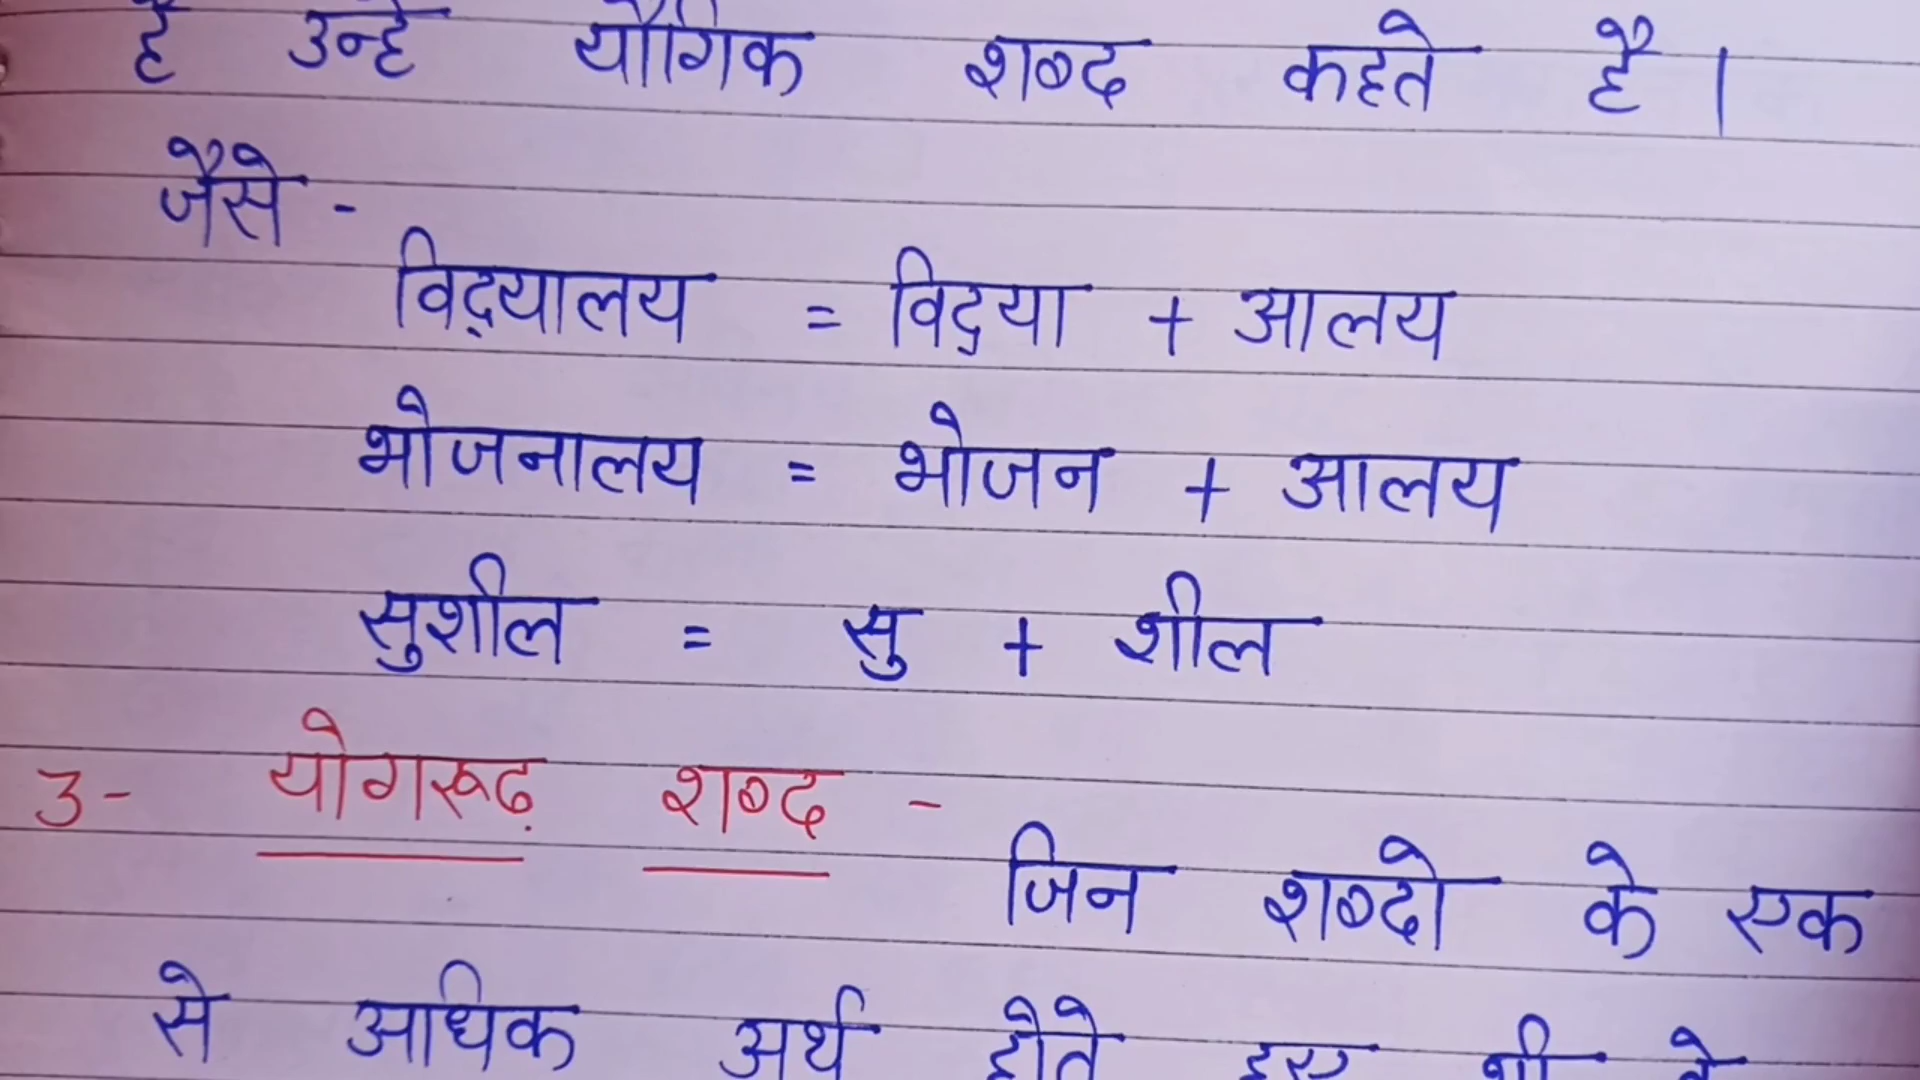 है उन्हे यौगिक शब्द कहते है ।
जैसे -
विद्यालय = विद्या + आलय
भोजनालय = भोजन + आलय
सुशील = सु + शील
3- योगरूढ़ शब्द -
जिन शब्दो के एक
से अधिक अर्थ होते हुए भी वे